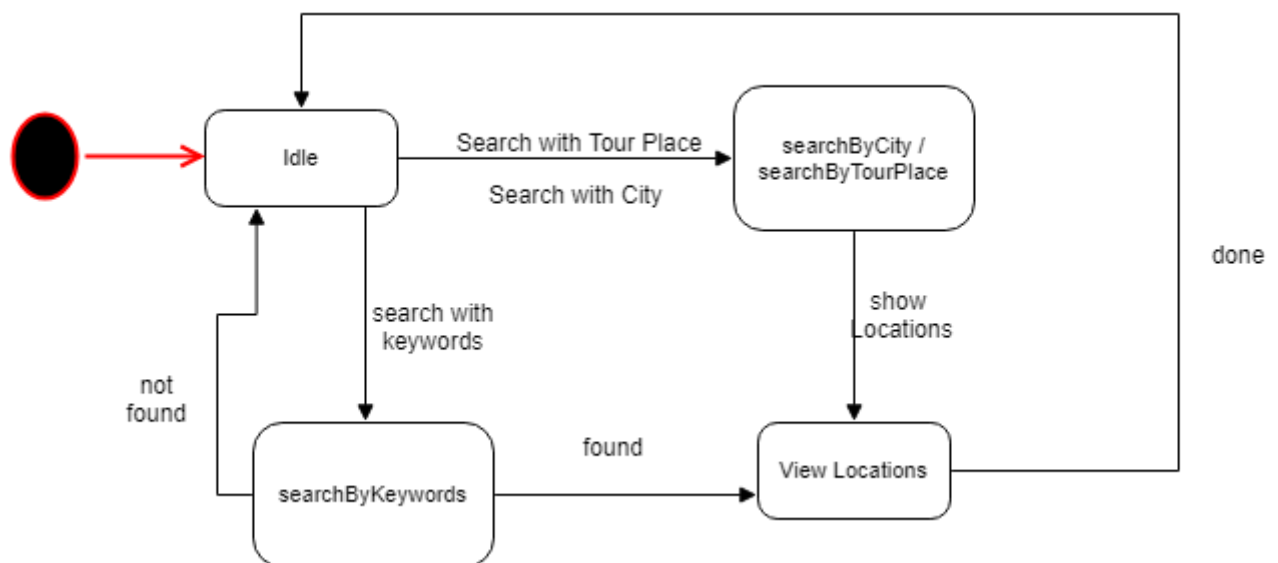 Idle
Search with Tour Place
Search with City
searchByCity /
searchByTourPlace
done
search with
keywords
show
Locations
not
found
found
searchByKeywords
View Locations